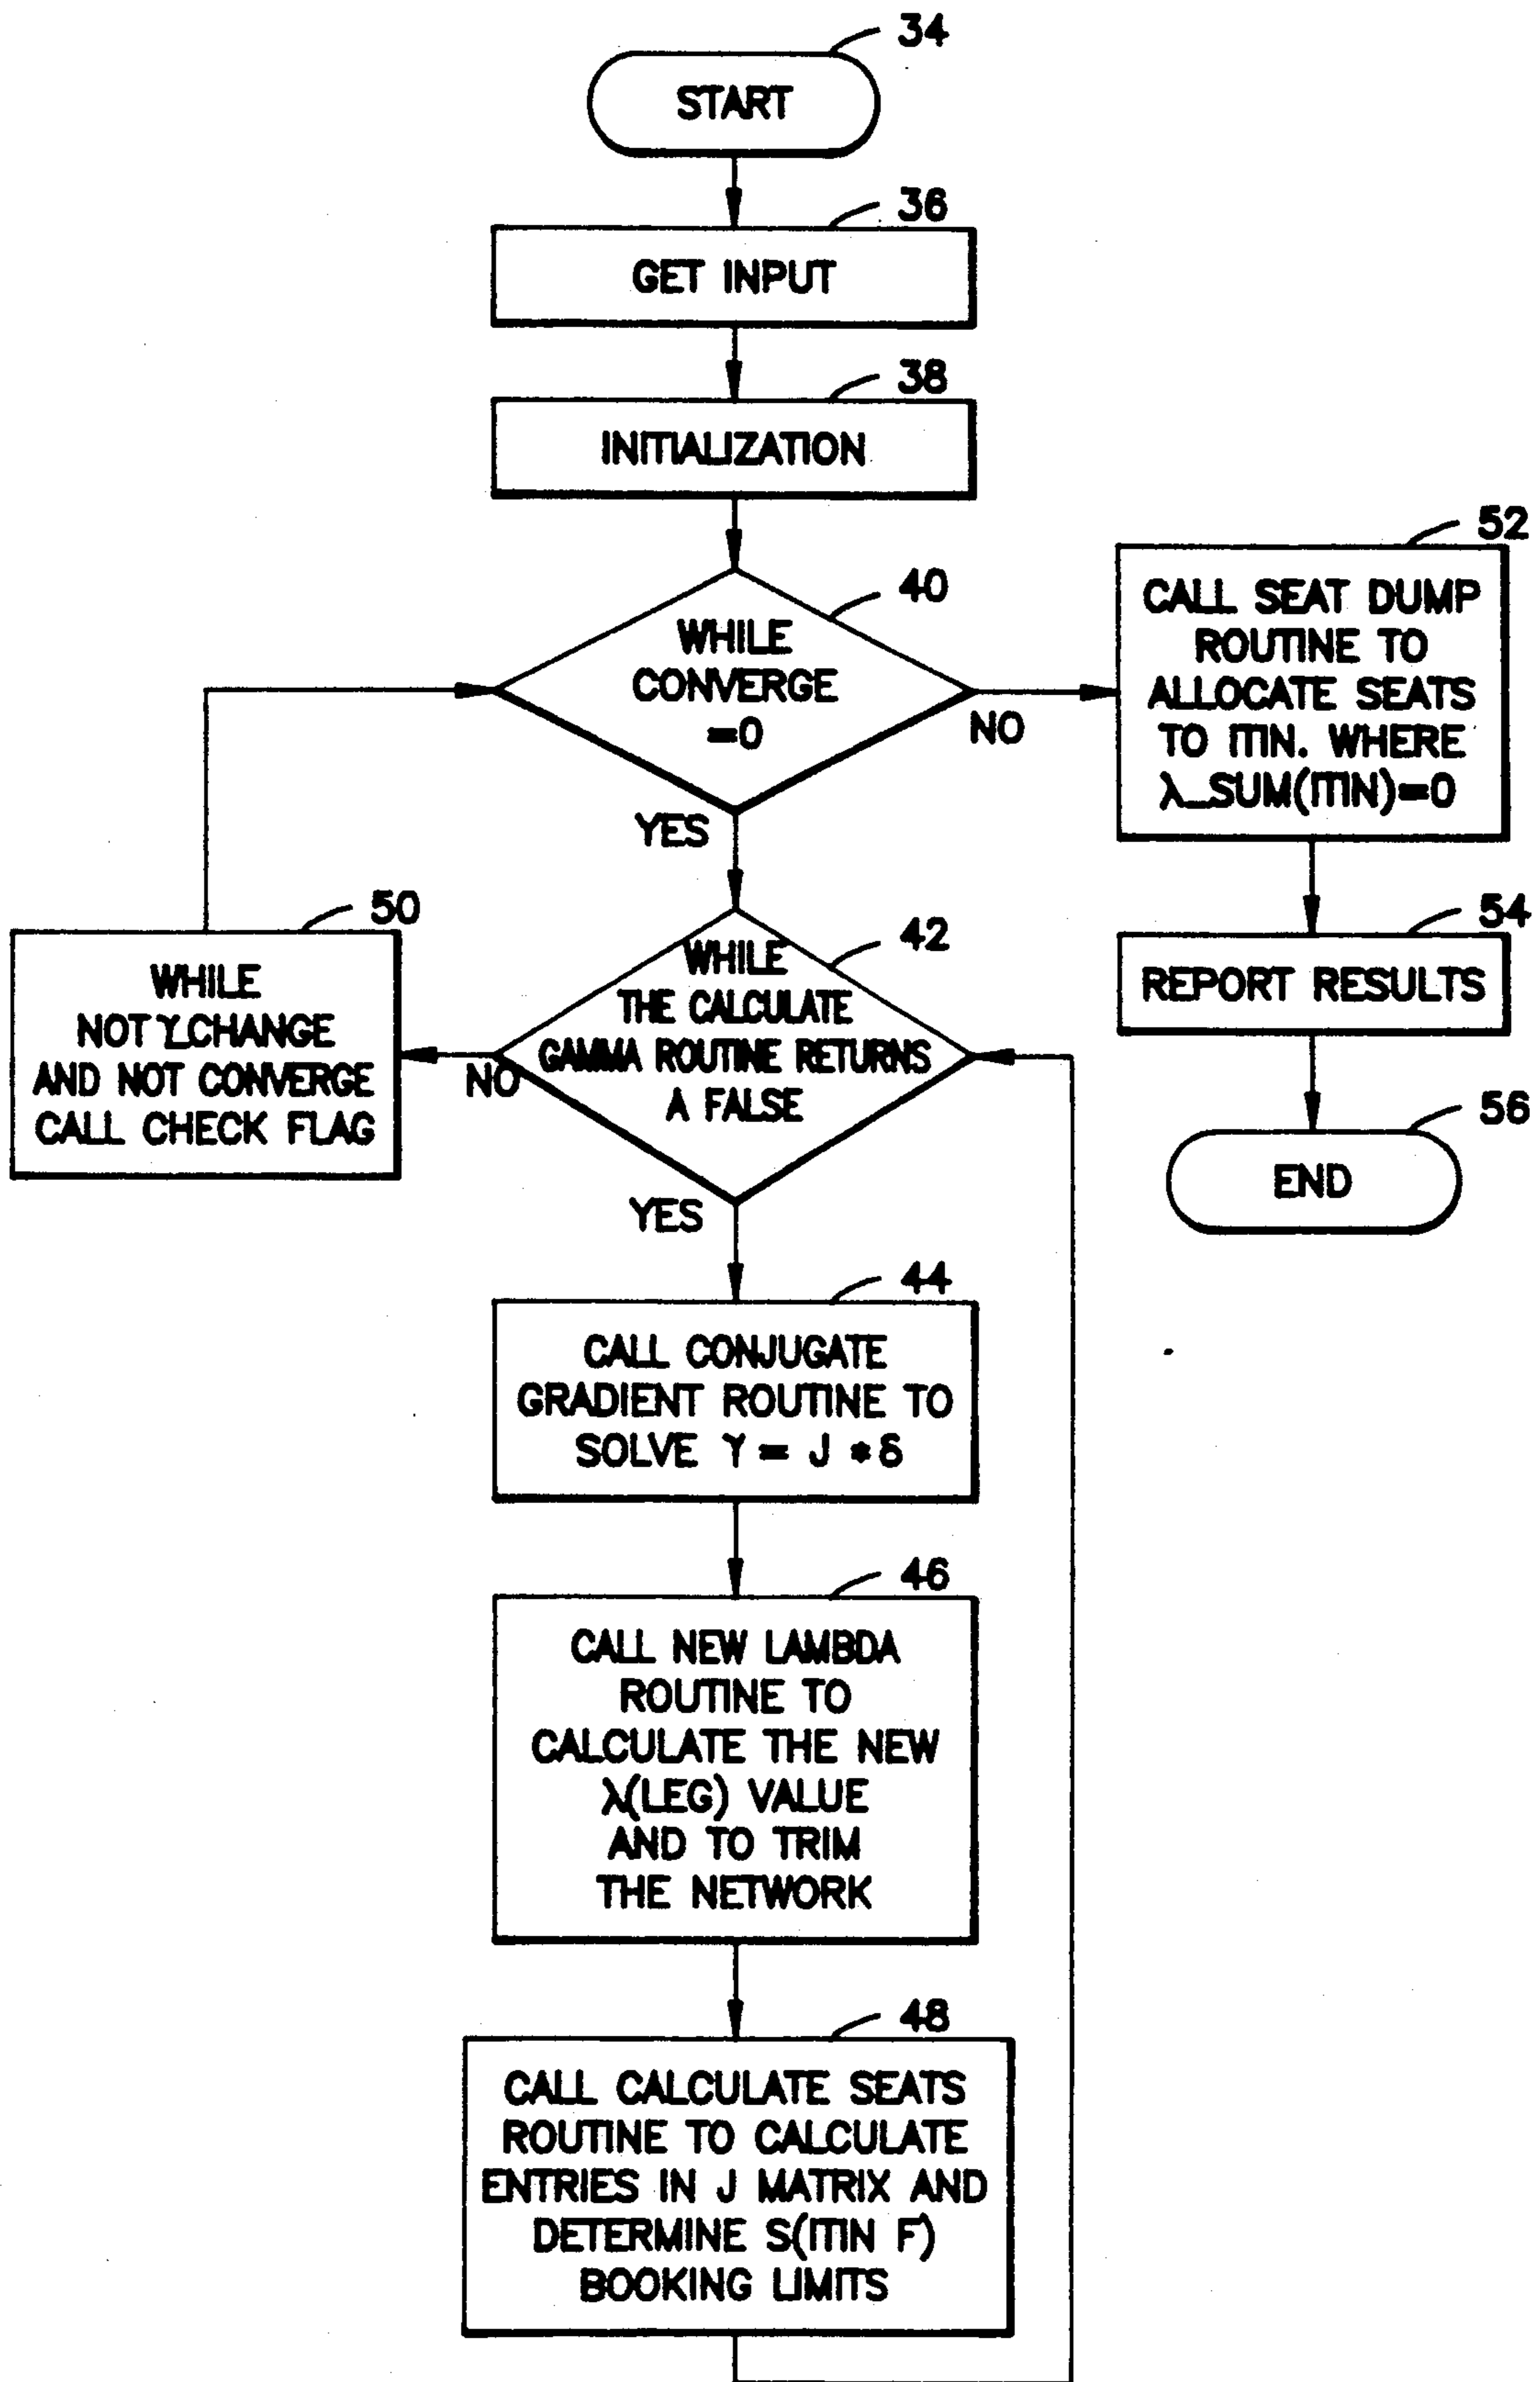 34
START
36
GET INPUT
38
INITIALIZATION
40
WHILE
CONVERGE
=0
NO
YES
52
CALL SEAT DUMP
ROUTINE TO
ALLOCATE SEATS
TO ITIN. WHERE
λ_SUM(ITIN)=0
54
REPORT RESULTS
56
END
42
WHILE
THE CALCULATE
GAMMA ROUTINE RETURNS
A FALSE
NO
YES
50
WHILE
NOT γ CHANGE
AND NOT CONVERGE
CALL CHECK FLAG
44
CALL CONJUGATE
GRADIENT ROUTINE TO
SOLVE γ = J * δ
46
CALL NEW LAMBDA
ROUTINE TO
CALCULATE THE NEW
λ(LEG) VALUE
AND TO TRIM
THE NETWORK
48
CALL CALCULATE SEATS
ROUTINE TO CALCULATE
ENTRIES IN J MATRIX AND
DETERMINE S(ITIN F)
BOOKING LIMITS